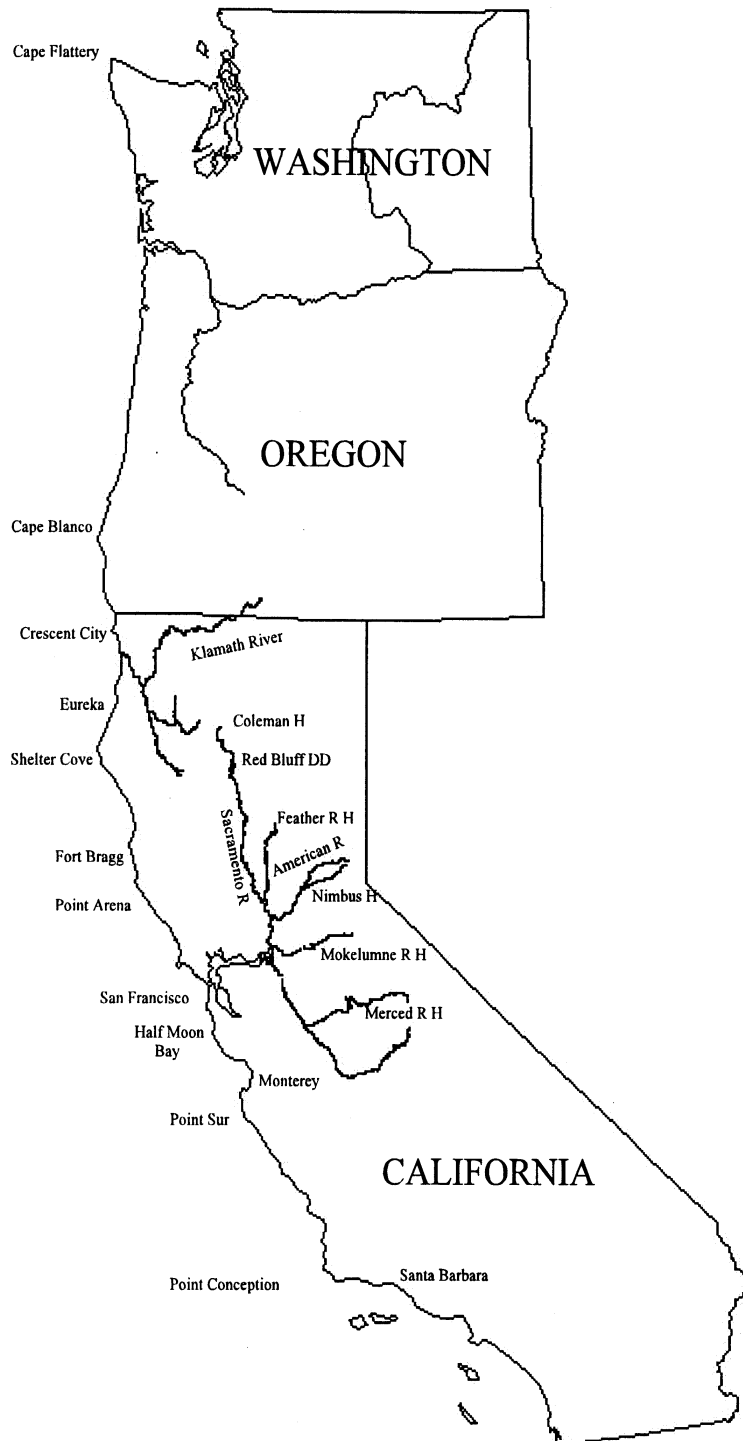 Cape Flattery
WASHINGTON
OREGON
Cape Blanco
Crescent City
Klamath River
Eureka
Coleman H
Shelter Cove
Red Bluff DD
Sacramento R
Feather R H
American R
Fort Bragg
Nimbus H
Point Arena
Mokelumne R H
San Francisco
Merced R H
Half Moon
Bay
Monterey
Point Sur
CALIFORNIA
Point Conception
Santa Barbara